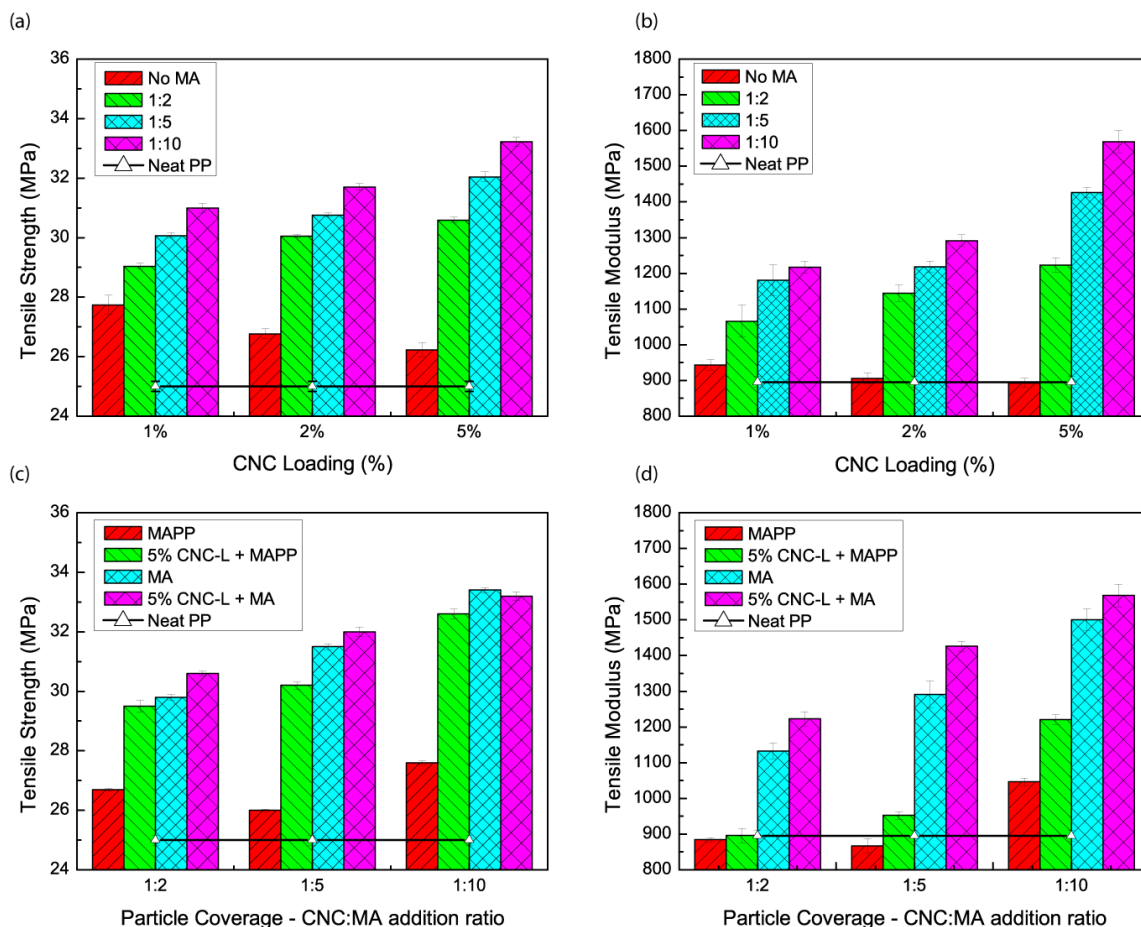 (a)
36
34
32
30
28
26
24
Tensile Strength (MPa)
No MA
1:2
1:5
1:10
Neat PP
1%
2%
5%
CNC Loading (%)
(b)
1800
1700
1600
1500
1400
1300
1200
1100
1000
900
800
Tensile Modulus (MPa)
No MA
1:2
1:5
1:10
Neat PP
1%
2%
5%
CNC Loading (%)
(c)
36
34
32
30
28
26
24
Tensile Strength (MPa)
MAPP
5% CNC-L + MAPP
MA
5% CNC-L + MA
Neat PP
1:2
1:5
1:10
Particle Coverage - CNC:MA addition ratio
(d)
1800
1700
1600
1500
1400
1300
1200
1100
1000
900
800
Tensile Modulus (MPa)
MAPP
5% CNC-L + MAPP
MA
5% CNC-L + MA
Neat PP
1:2
1:5
1:10
Particle Coverage - CNC:MA addition ratio